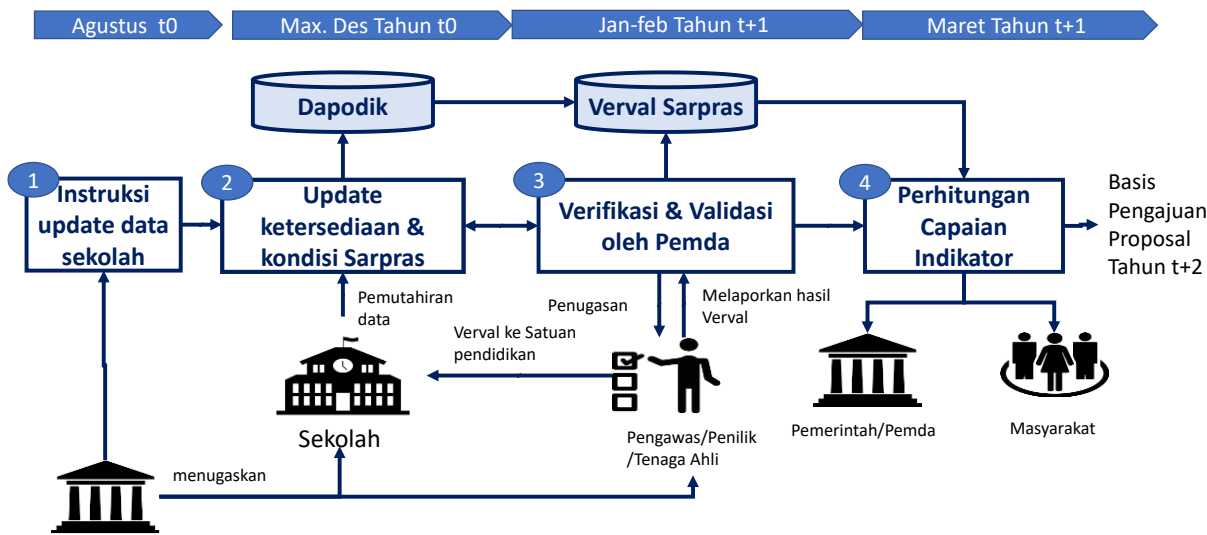 Agustus t0
Max. Des Tahun t0
Jan-feb Tahun t+1
Maret Tahun t+1
Dapodik
Verval Sarpras
1
Instruksi
update data
sekolah
2
Update
ketersediaan &
kondisi Sarpras
3
Verifikasi & Validasi
oleh Pemda
4
Perhitungan
Capaian
Indikator
Basis
Pengajuan
Proposal
Tahun t+2
Pemutahiran
data
Verval ke Satuan
pendidikan
Penugasan
Melaporkan hasil
Verval
Sekolah
Pengawas/Penilik
/Tenaga Ahli
Pemerintah/Pemda
Masyarakat
menugaskan